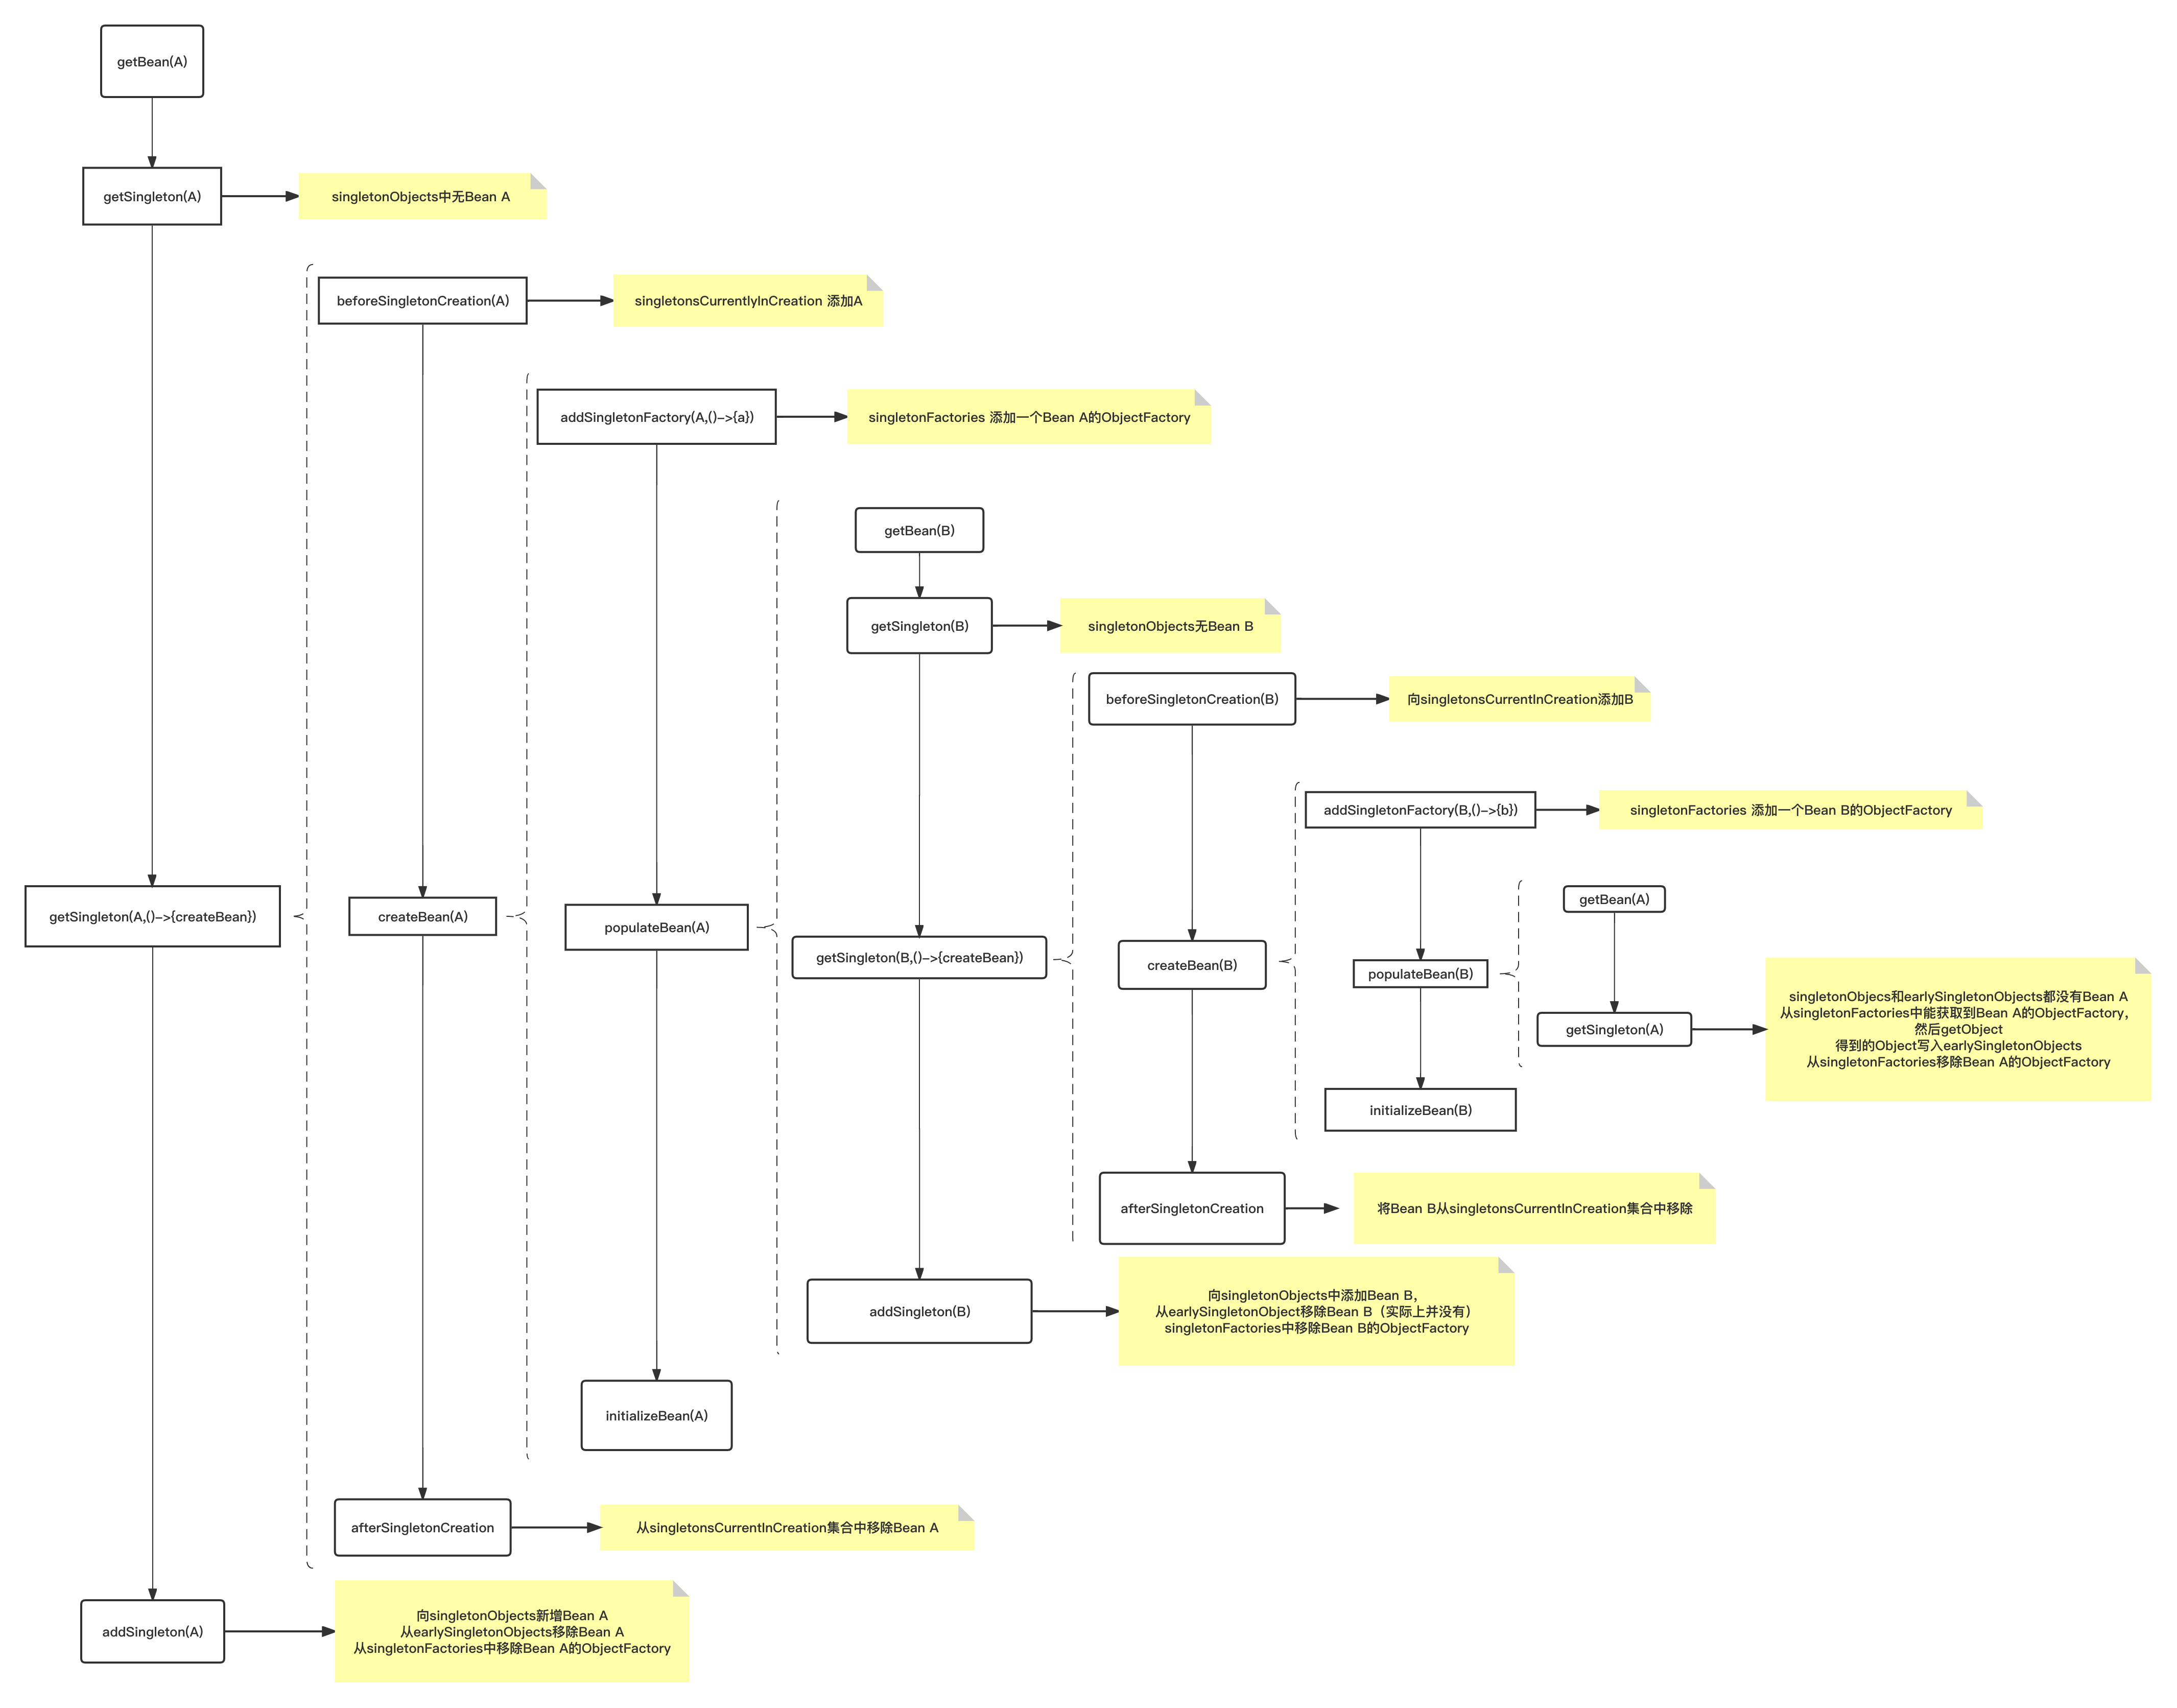 getBean(A)
getSingleton(A)
singletonObjects中无Bean A
beforeSingletonCreation(A)
singletonsCurrentlyInCreation 添加A
addSingletonFactory(A,()->{a})
singletonFactories 添加一个Bean A的ObjectFactory
getBean(B)
getSingleton(B)
singletonObjects无Bean B
beforeSingletonCreation(B)
向singletonsCurrentInCreation添加B
addSingletonFactory(B,()->{b})
singletonFactories 添加一个Bean B的ObjectFactory
getBean(A)
getSingleton(A,()->{createBean})
createBean(A)
populateBean(A)
getSingleton(B,()->{createBean})
createBean(B)
populateBean(B)
getSingleton(A)
singletonObjecs和earlySingletonObjects都没有Bean A
从singletonFactories中能获取到Bean A的ObjectFactory，
然后getObject
得到的Object写入earlySingletonObjects
从singletonFactories移除Bean A的ObjectFactory
initializeBean(B)
afterSingletonCreation
将Bean B从singletonsCurrentInCreation集合中移除
addSingleton(B)
向singletonObjects中添加Bean B，
从earlySingletonObject移除Bean B（实际上并没有）
singletonFactories中移除Bean B的ObjectFactory
initializeBean(A)
afterSingletonCreation
从singletonsCurrentInCreation集合中移除Bean A
addSingleton(A)
向singletonObjects新增Bean A
从earlySingletonObjects移除Bean A
从singletonFactories中移除Bean A的ObjectFactory